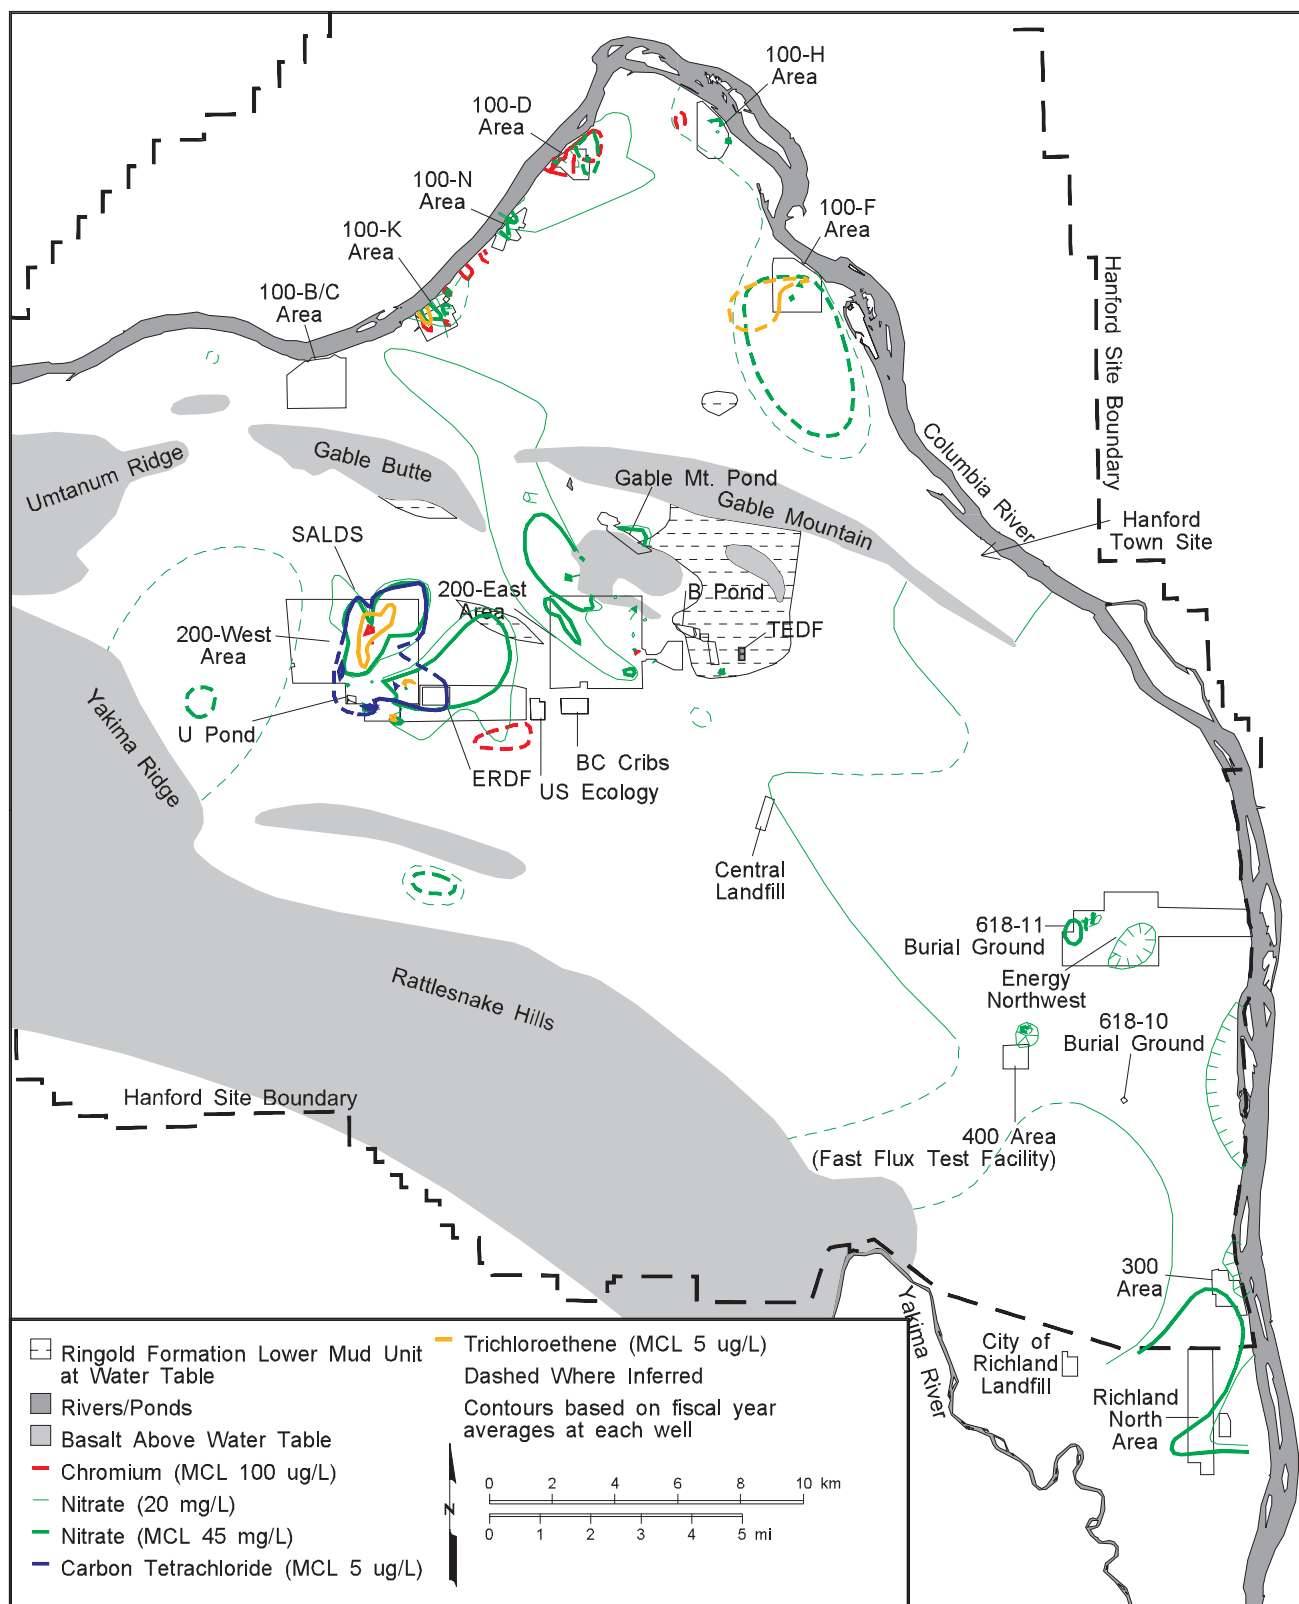 100-H
Area
100-D
Area
100-N
Area
100-K
Area
100-F
Area
100-B/C
Area
Hanford Site Boundary
Umtanum Ridge
Gable Butte
Gable Mt. Pond
Gable Mountain
Columbia River
Hanford
Town Site
SALDS
200-East
Area
B Pond
TEDF
200-West
Area
U Pond
Yakima Ridge
ERDF
BC Cribs
US Ecology
Central
Landfill
618-11
Burial Ground
Energy
Northwest
618-10
Burial Ground
Rattlesnake Hills
Hanford Site Boundary
400 Area
(Fast Flux Test Facility)
300
Area
Yakima River
City of
Richland
Landfill
Richland
North
Area
Ringold Formation Lower Mud Unit
at Water Table
Rivers/Ponds
Basalt Above Water Table
Chromium (MCL 100 ug/L)
Nitrate (20 mg/L)
Nitrate (MCL 45 mg/L)
Carbon Tetrachloride (MCL 5 ug/L)
Trichloroethene (MCL 5 ug/L)
Dashed Where Inferred
Contours based on fiscal year
averages at each well
N
0 2 4 6 8 10 km
0 1 2 3 4 5 mi